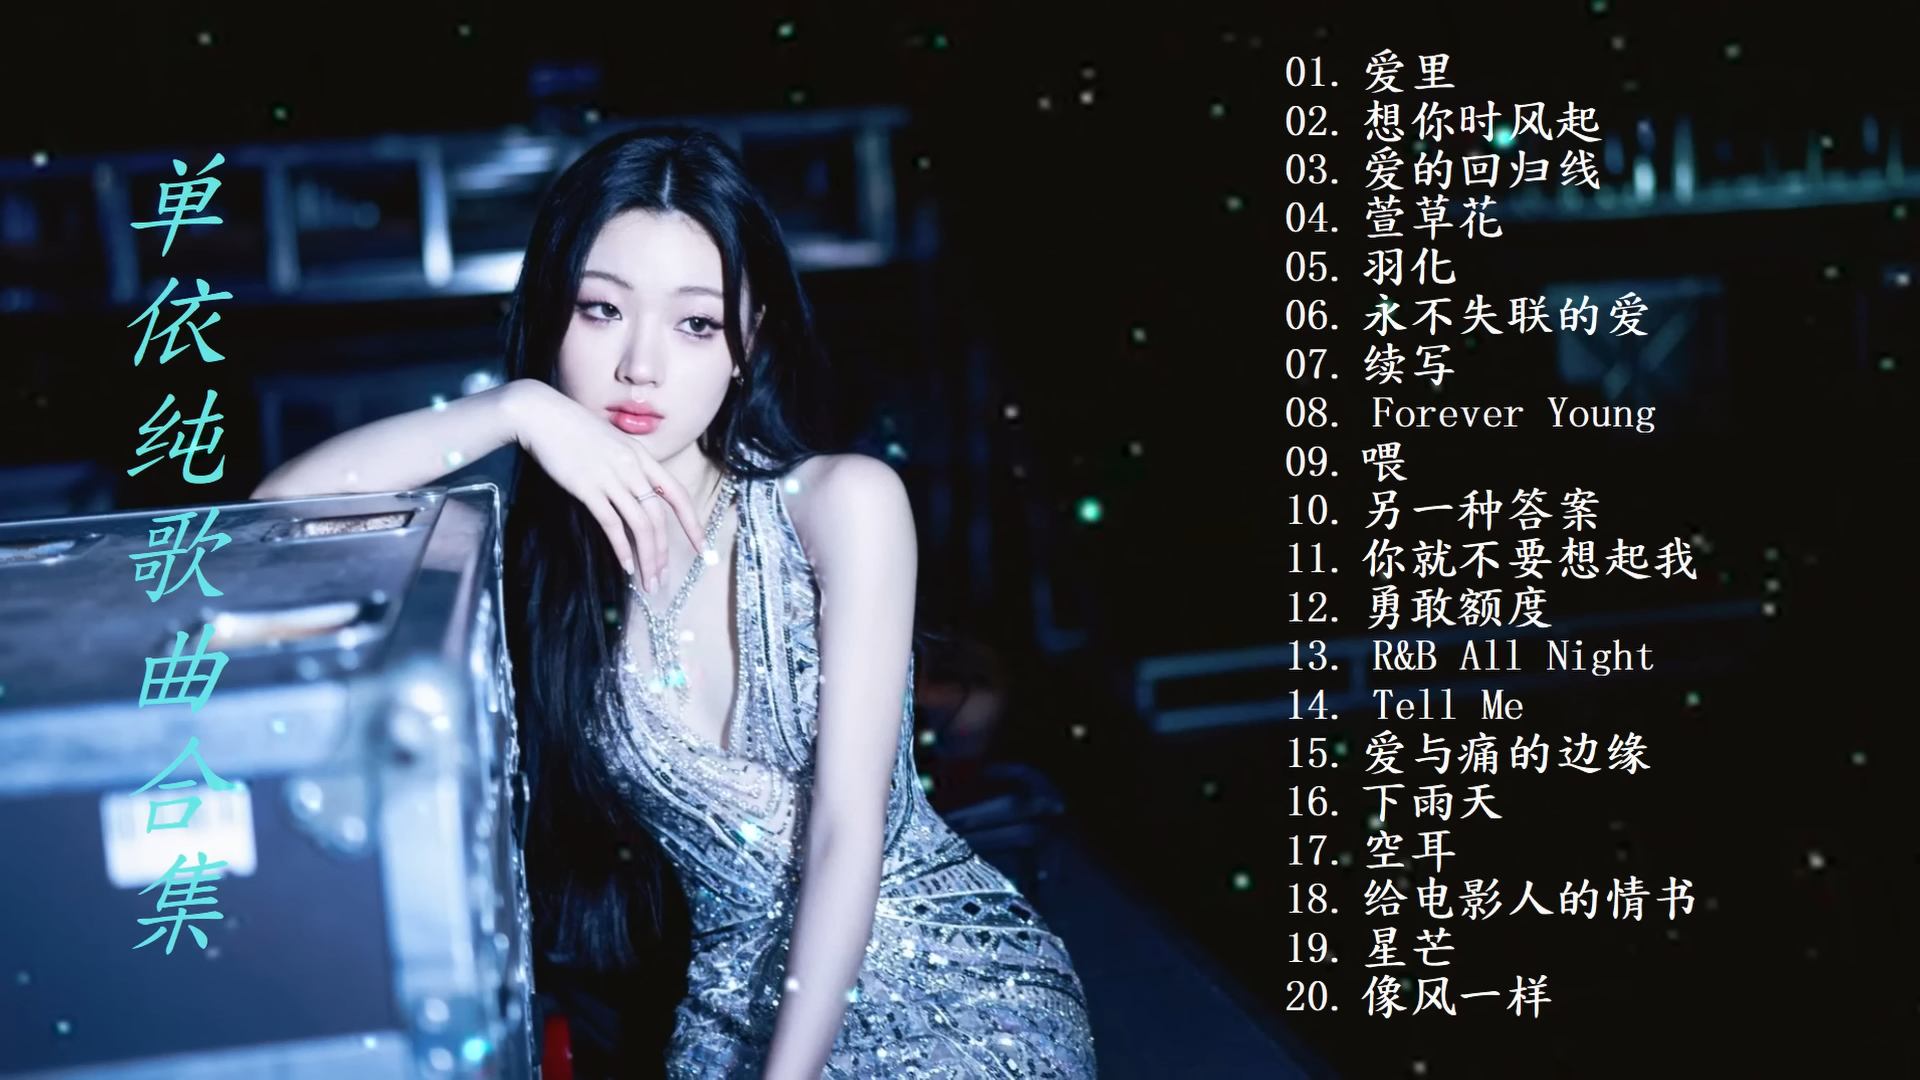 单依纯歌曲合集
01. 爱里
02. 想你时风起
03. 爱的回归线
04. 萱草花
05. 羽化
06. 永不失联的爱
07. 续写
08. Forever Young
09. 喂
10. 另一种答案
11. 你就不要想起我
12. 勇敢额度
13. R&B All Night
14. Tell Me
15. 爱与痛的边缘
16. 下雨天
17. 空耳
18. 给电影人的情书
19. 星芒
20. 像风一样